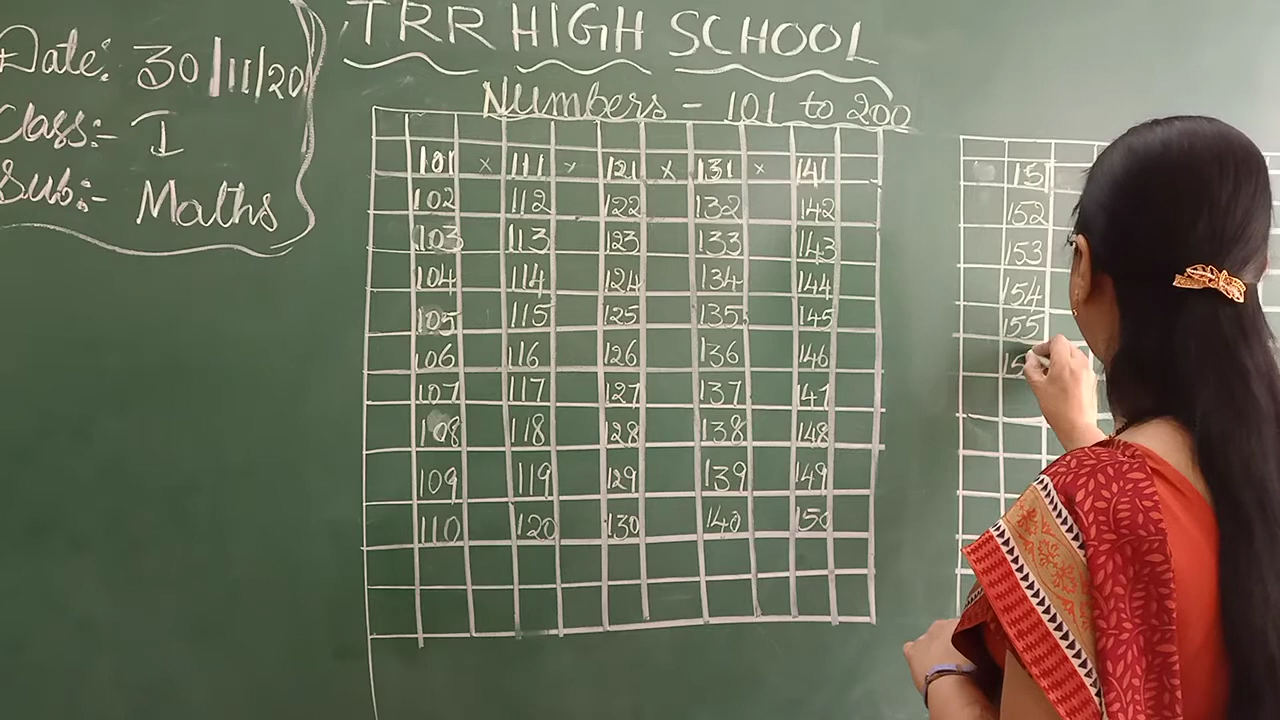 Date: 30/11/20
Class:- I
Sub:- Maths
TRR HIGH SCHOOL
Numbers - 101 to 200
101 × 111 × 121 × 131 × 141
102 112 122 132 142
103 113 123 133 143
104 114 124 134 144
105 115 125 135 145
106 116 126 136 146
107 117 127 137 147
108 118 128 138 148
109 119 129 139 149
110 120 130 140 150
151
152
153
154
155